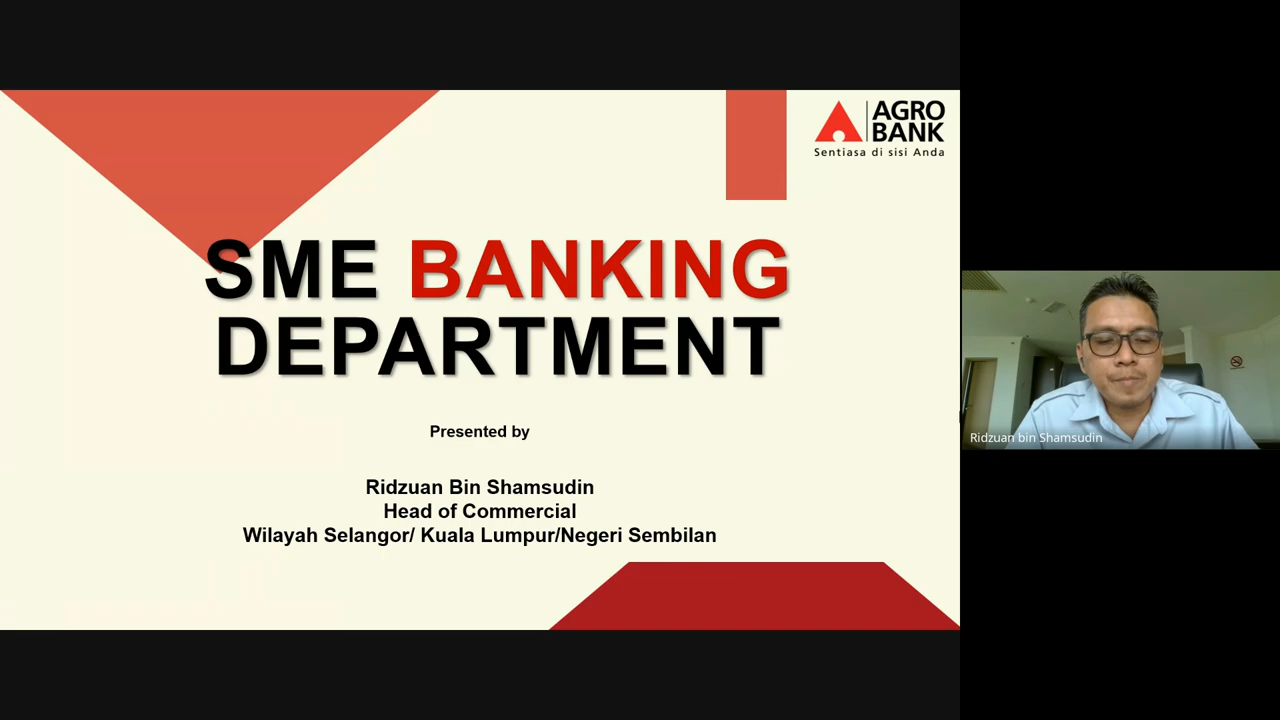 AGRO
BANK
Sentiasa di sisi Anda
SME BANKING
DEPARTMENT
Presented by
Ridzuan Bin Shamsudin
Head of Commercial
Wilayah Selangor/ Kuala Lumpur/Negeri Sembilan
Ridzuan bin Shamsudin